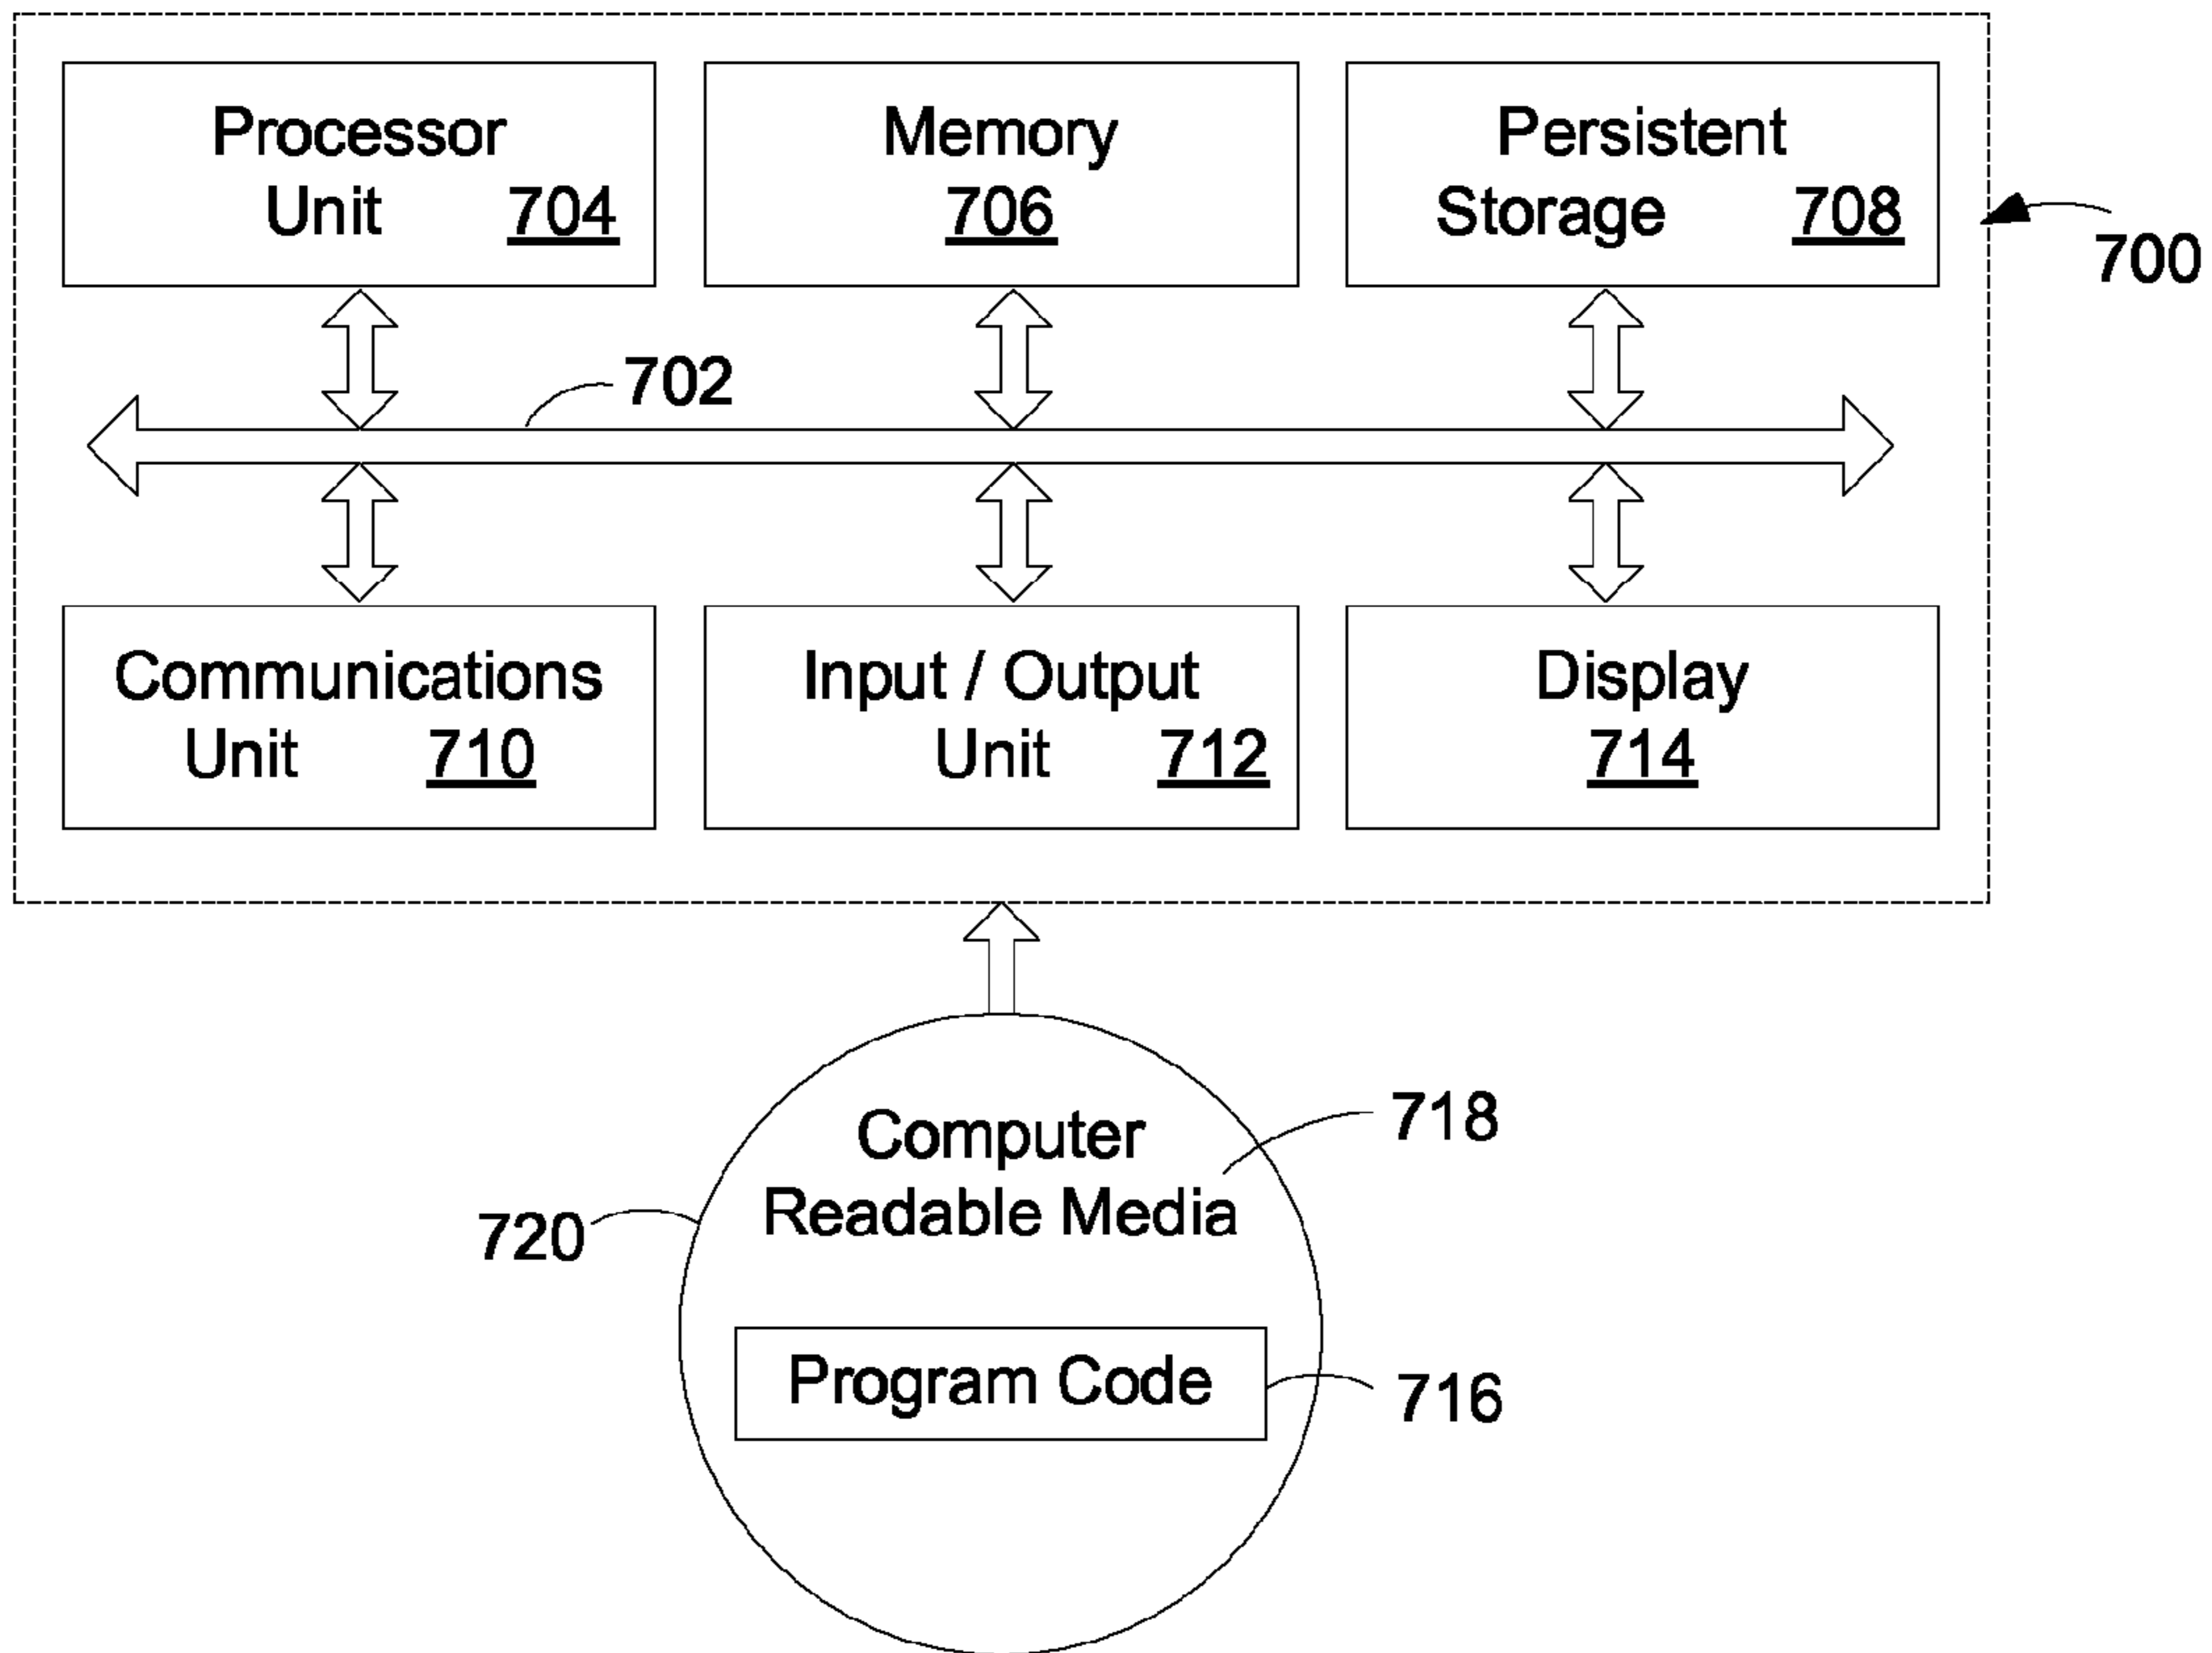 Processor
Unit 704
Memory
706
Persistent
Storage 708
700
702
Communications
Unit 710
Input / Output
Unit 712
Display
714
Computer
Readable Media
718
720
Program Code
716